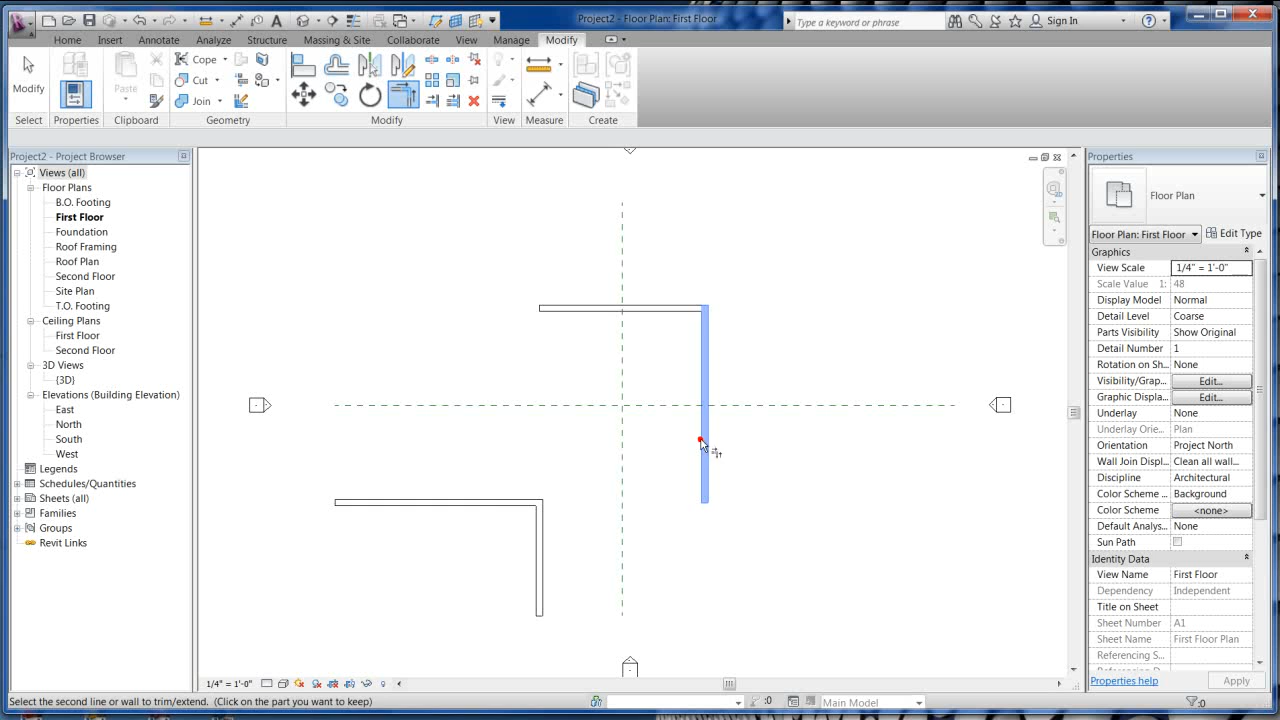 Project2 - Floor Plan: First Floor
Type a keyword or phrase
Sign In
Home Insert Annotate Analyze Structure Massing & Site Collaborate View Manage Modify
Modify
Paste
Cope
Cut
Join
Select Properties Clipboard Geometry Modify View Measure Create
Project2 - Project Browser
Views (all)
Floor Plans
B.O. Footing
First Floor
Foundation
Roof Framing
Roof Plan
Second Floor
Site Plan
T.O. Footing
Ceiling Plans
First Floor
Second Floor
3D Views
{3D}
Elevations (Building Elevation)
East
North
South
West
Legends
Schedules/Quantities
Sheets (all)
Families
Groups
Revit Links
Properties
Floor Plan
Floor Plan: First Floor Edit Type
Graphics
View Scale 1/4" = 1'-0"
Scale Value 1: 48
Display Model Normal
Detail Level Coarse
Parts Visibility Show Original
Detail Number 1
Rotation on Sh... None
Visibility/Grap... Edit...
Graphic Displa... Edit...
Underlay None
Underlay Orie... Plan
Orientation Project North
Wall Join Displ... Clean all wall...
Discipline Architectural
Color Scheme ... Background
Color Scheme <none>
Default Analys... None
Sun Path
Identity Data
View Name First Floor
Dependency Independent
Title on Sheet
Sheet Number A1
Sheet Name First Floor Plan
Referencing S...
Properties help Apply
1/4" = 1'-0"
Select the second line or wall to trim/extend. (Click on the part you want to keep) :0 Main Model :0